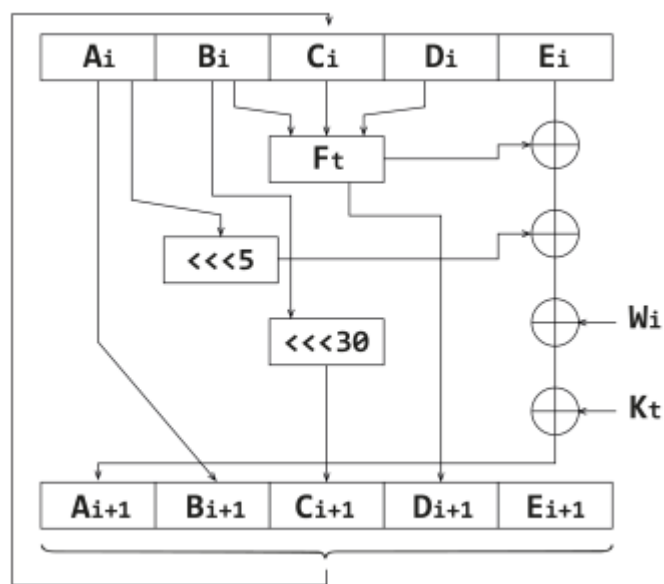 Ai Bi Ci Di Ei
Ft
<<<5
Wi
<<<30
Kt
Ai+1 Bi+1 Ci+1 Di+1 Ei+1